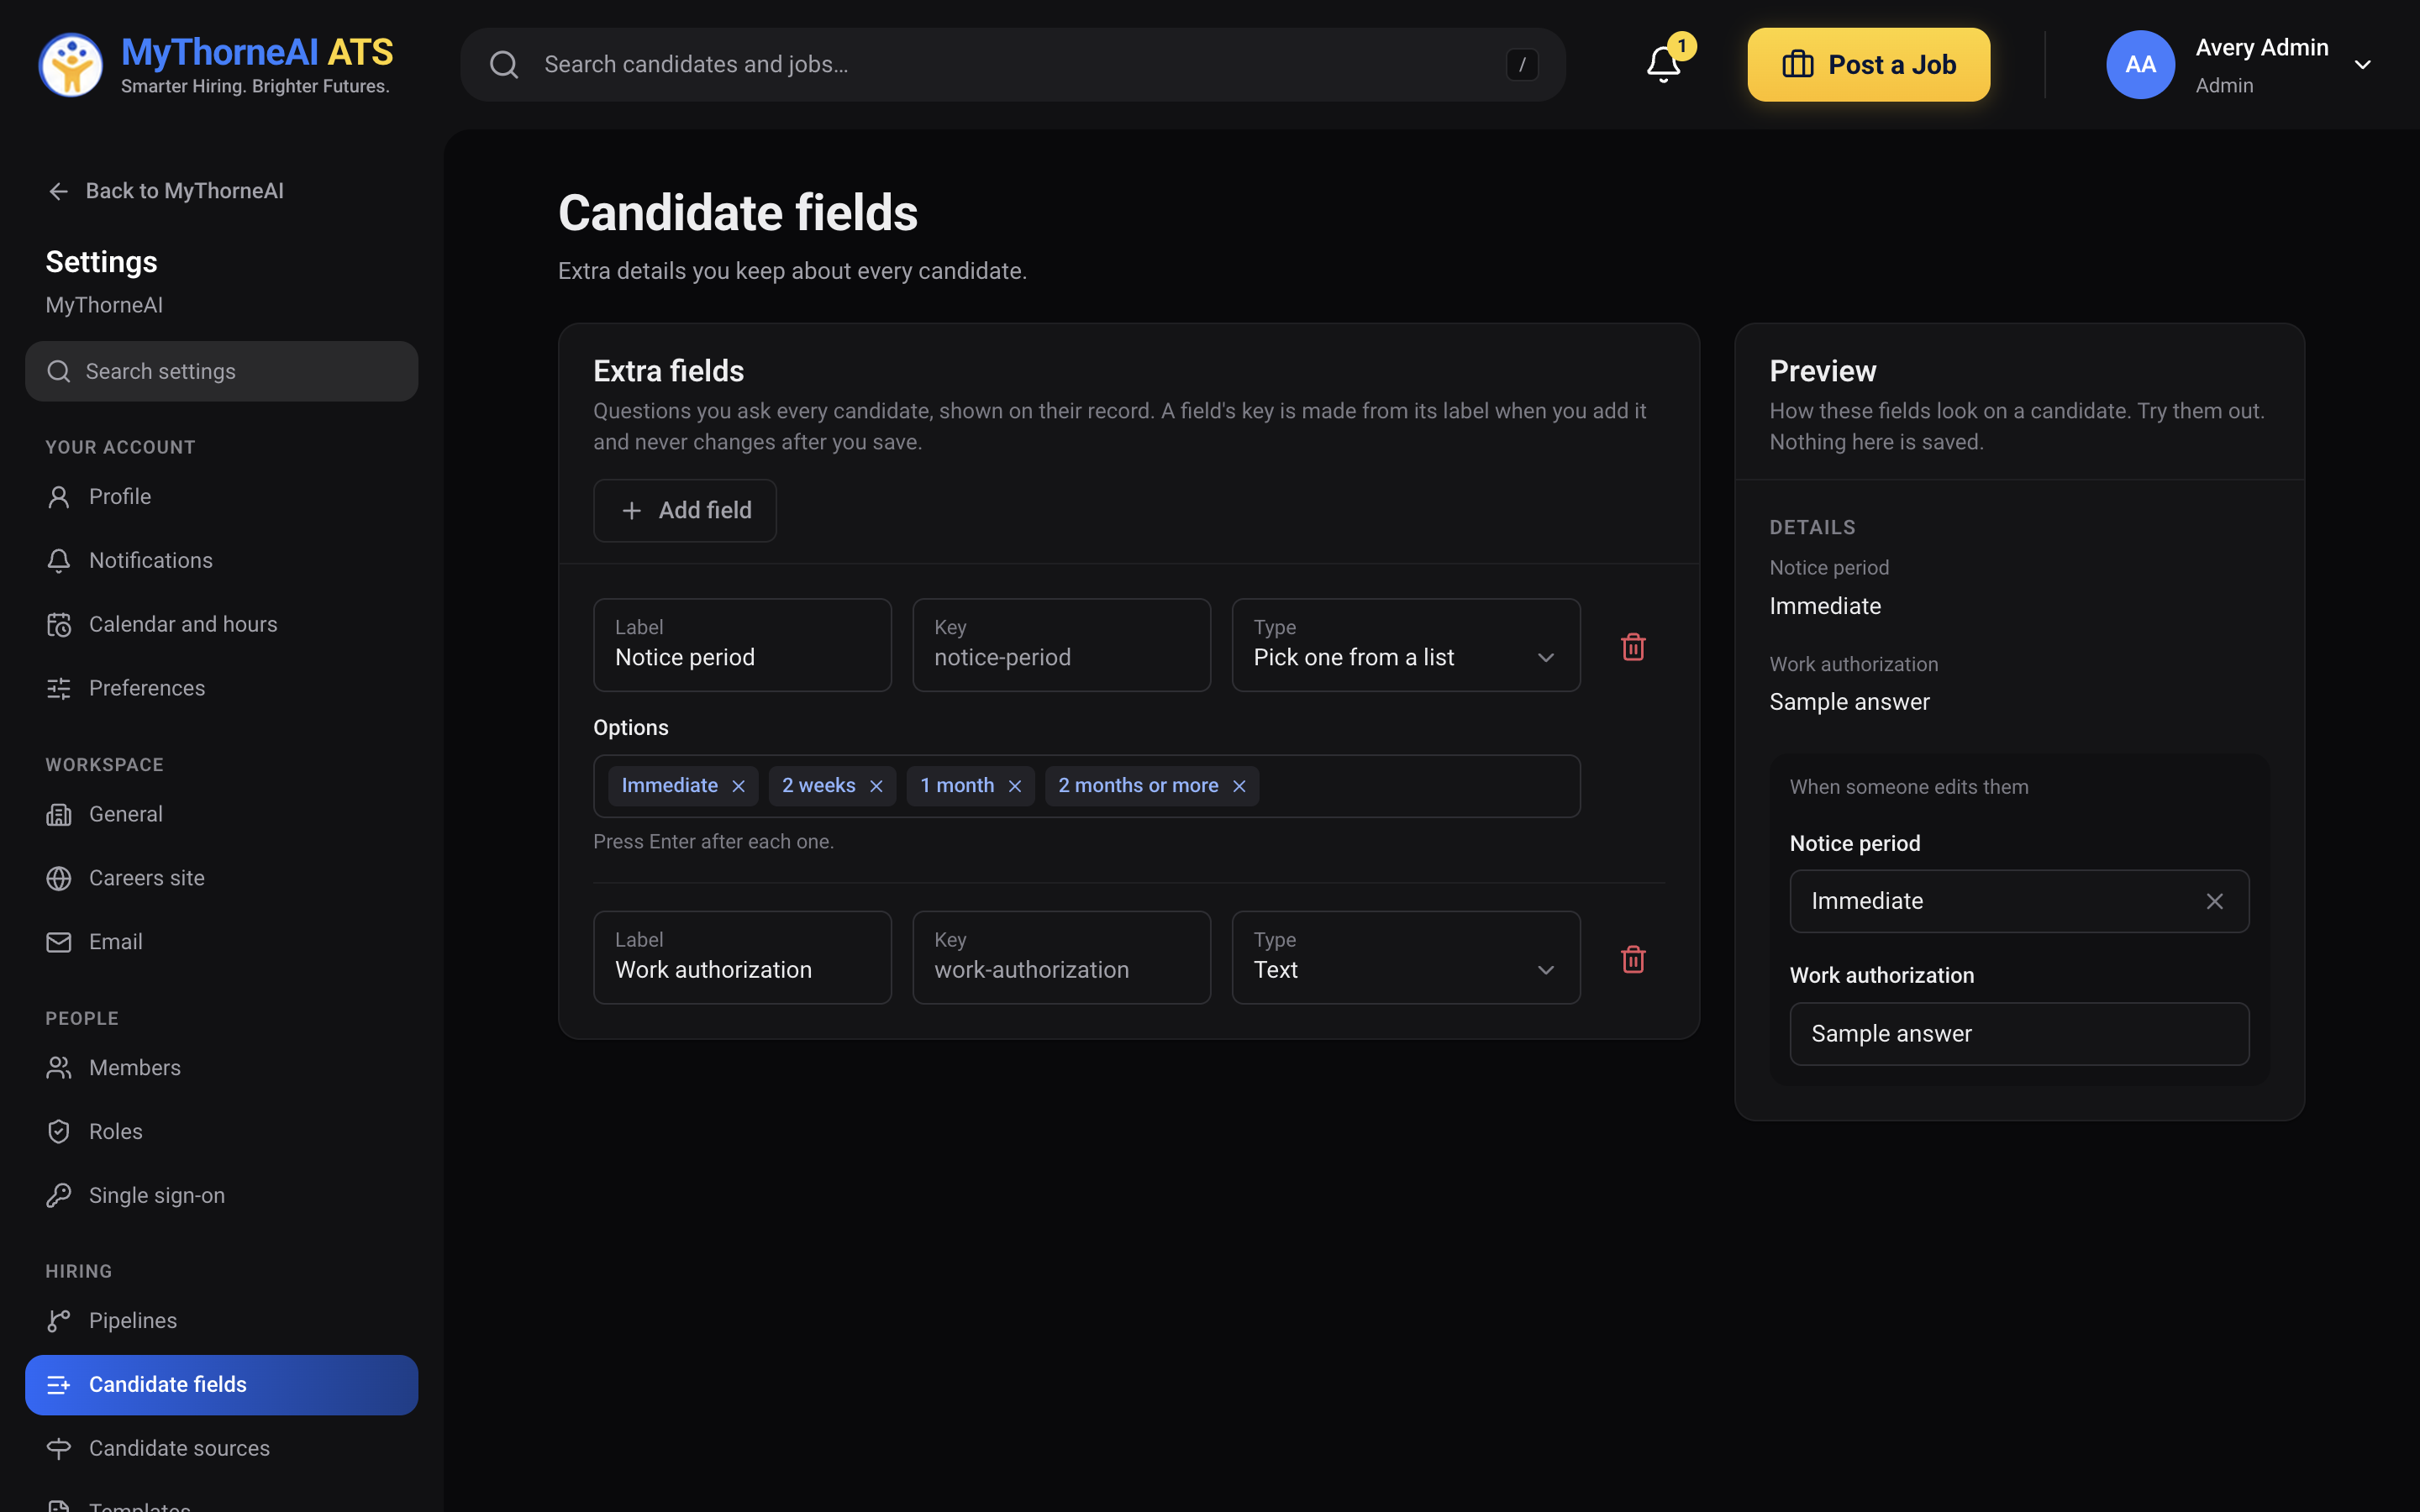 MyThorneAI ATS
Smarter Hiring. Brighter Futures.
Search candidates and jobs...
/
1
Post a Job
AA
Avery Admin
Admin
Back to MyThorneAI
Settings
MyThorneAI
Search settings
YOUR ACCOUNT
Profile
Notifications
Calendar and hours
Preferences
WORKSPACE
General
Careers site
Email
PEOPLE
Members
Roles
Single sign-on
HIRING
Pipelines
Candidate fields
Candidate sources
Templates
Candidate fields
Extra details you keep about every candidate.
Extra fields
Questions you ask every candidate, shown on their record. A field's key is made from its label when you add it
and never changes after you save.
Add field
Label
Notice period
Key
notice-period
Type
Pick one from a list
Options
Immediate
2 weeks
1 month
2 months or more
Press Enter after each one.
Label
Work authorization
Key
work-authorization
Type
Text
Preview
How these fields look on a candidate. Try them out.
Nothing here is saved.
DETAILS
Notice period
Immediate
Work authorization
Sample answer
When someone edits them
Notice period
Immediate
Work authorization
Sample answer